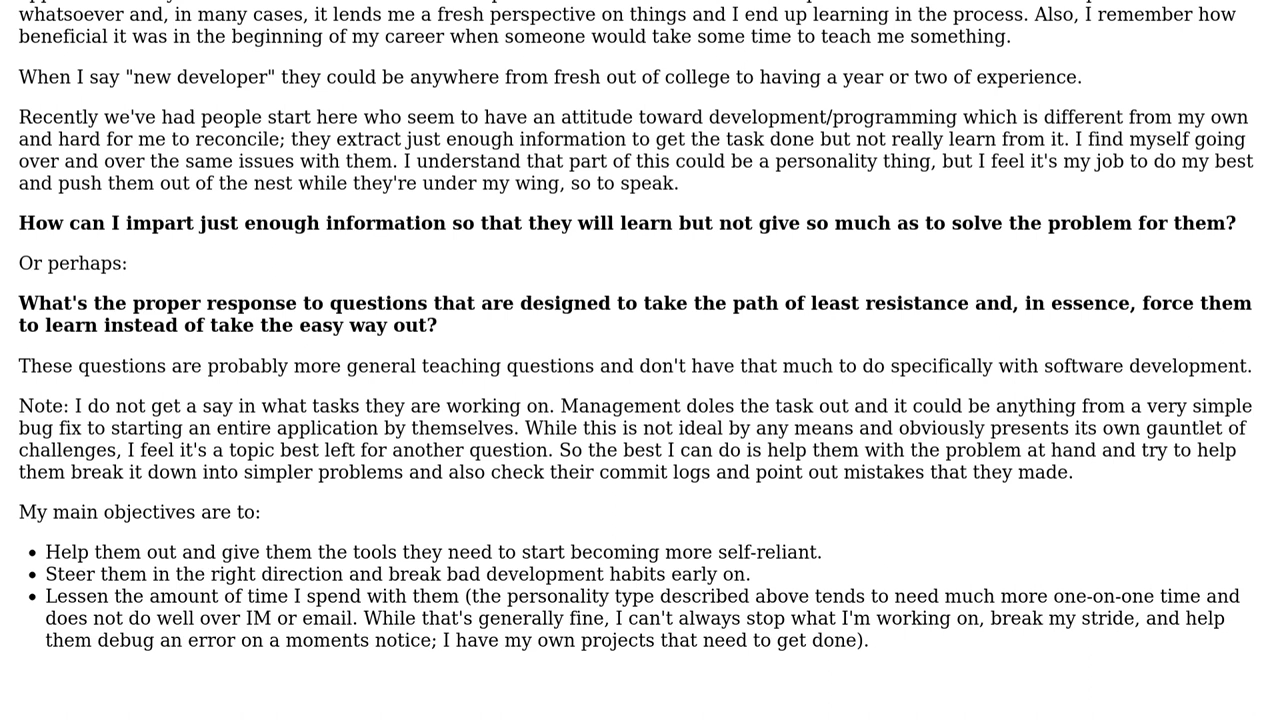 whatsoever and, in many cases, it lends me a fresh perspective on things and I end up learning in the process. Also, I remember how
beneficial it was in the beginning of my career when someone would take some time to teach me something.
When I say "new developer" they could be anywhere from fresh out of college to having a year or two of experience.
Recently we've had people start here who seem to have an attitude toward development/programming which is different from my own
and hard for me to reconcile; they extract just enough information to get the task done but not really learn from it. I find myself going
over and over the same issues with them. I understand that part of this could be a personality thing, but I feel it's my job to do my best
and push them out of the nest while they're under my wing, so to speak.
How can I impart just enough information so that they will learn but not give so much as to solve the problem for them?
Or perhaps:
What's the proper response to questions that are designed to take the path of least resistance and, in essence, force them
to learn instead of take the easy way out?
These questions are probably more general teaching questions and don't have that much to do specifically with software development.
Note: I do not get a say in what tasks they are working on. Management doles the task out and it could be anything from a very simple
bug fix to starting an entire application by themselves. While this is not ideal by any means and obviously presents its own gauntlet of
challenges, I feel it's a topic best left for another question. So the best I can do is help them with the problem at hand and try to help
them break it down into simpler problems and also check their commit logs and point out mistakes that they made.
My main objectives are to:
• Help them out and give them the tools they need to start becoming more self-reliant.
• Steer them in the right direction and break bad development habits early on.
• Lessen the amount of time I spend with them (the personality type described above tends to need much more one-on-one time and
does not do well over IM or email. While that's generally fine, I can't always stop what I'm working on, break my stride, and help
them debug an error on a moments notice; I have my own projects that need to get done).